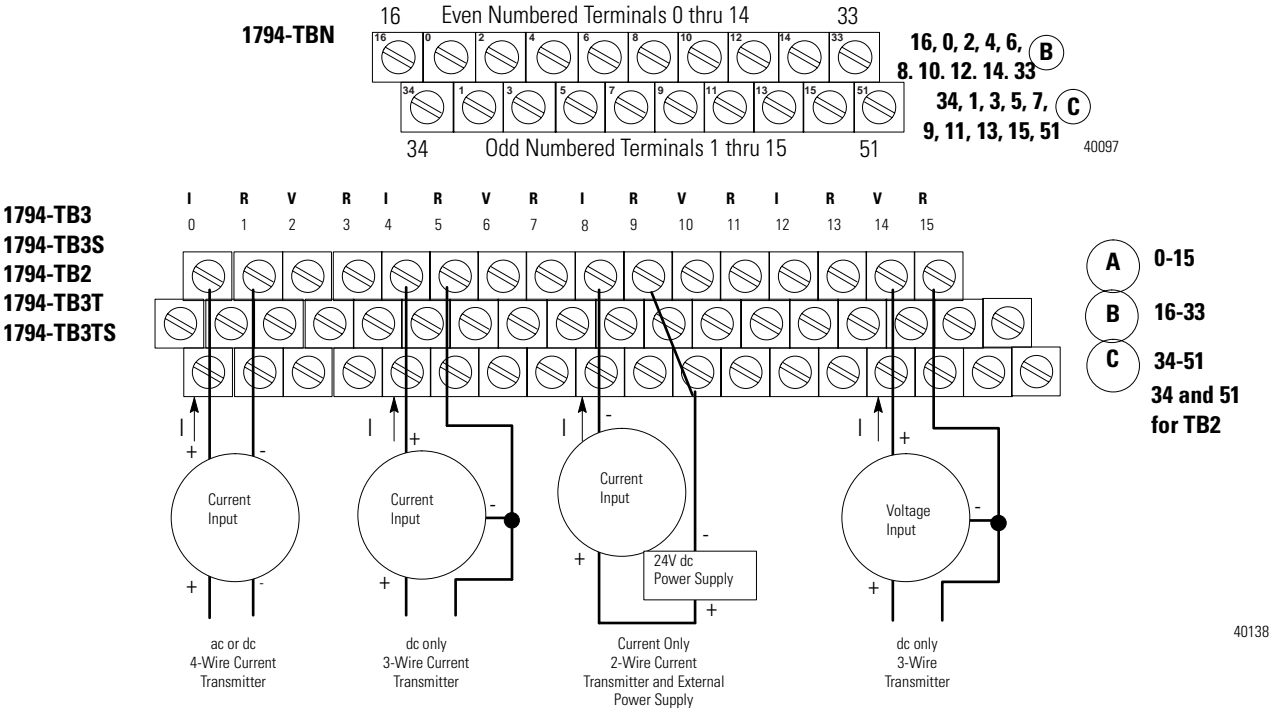 16 Even Numbered Terminals 0 thru 14 33
1794-TBN
16 0 2 4 6 8 10 12 14 33
16, 0, 2, 4, 6,
8. 10. 12. 14. 33
B
34 1 3 5 7 9 11 13 15 51
34, 1, 3, 5, 7,
9, 11, 13, 15, 51
C
34 Odd Numbered Terminals 1 thru 15 51
40097
I R V R I R V R I R V R I R V R
0 1 2 3 4 5 6 7 8 9 10 11 12 13 14 15
1794-TB3
1794-TB3S
1794-TB2
1794-TB3T
1794-TB3TS
A 0-15
B 16-33
C 34-51
34 and 51
for TB2
I I I I
+ - + - +
Current
Input
Current
Input
Current
Input
Voltage
Input
- -
+ - + + - +
24V dc
Power Supply
+
ac or dc
4-Wire Current
Transmitter
dc only
3-Wire Current
Transmitter
Current Only
2-Wire Current
Transmitter and External
Power Supply
dc only
3-Wire
Transmitter
40138